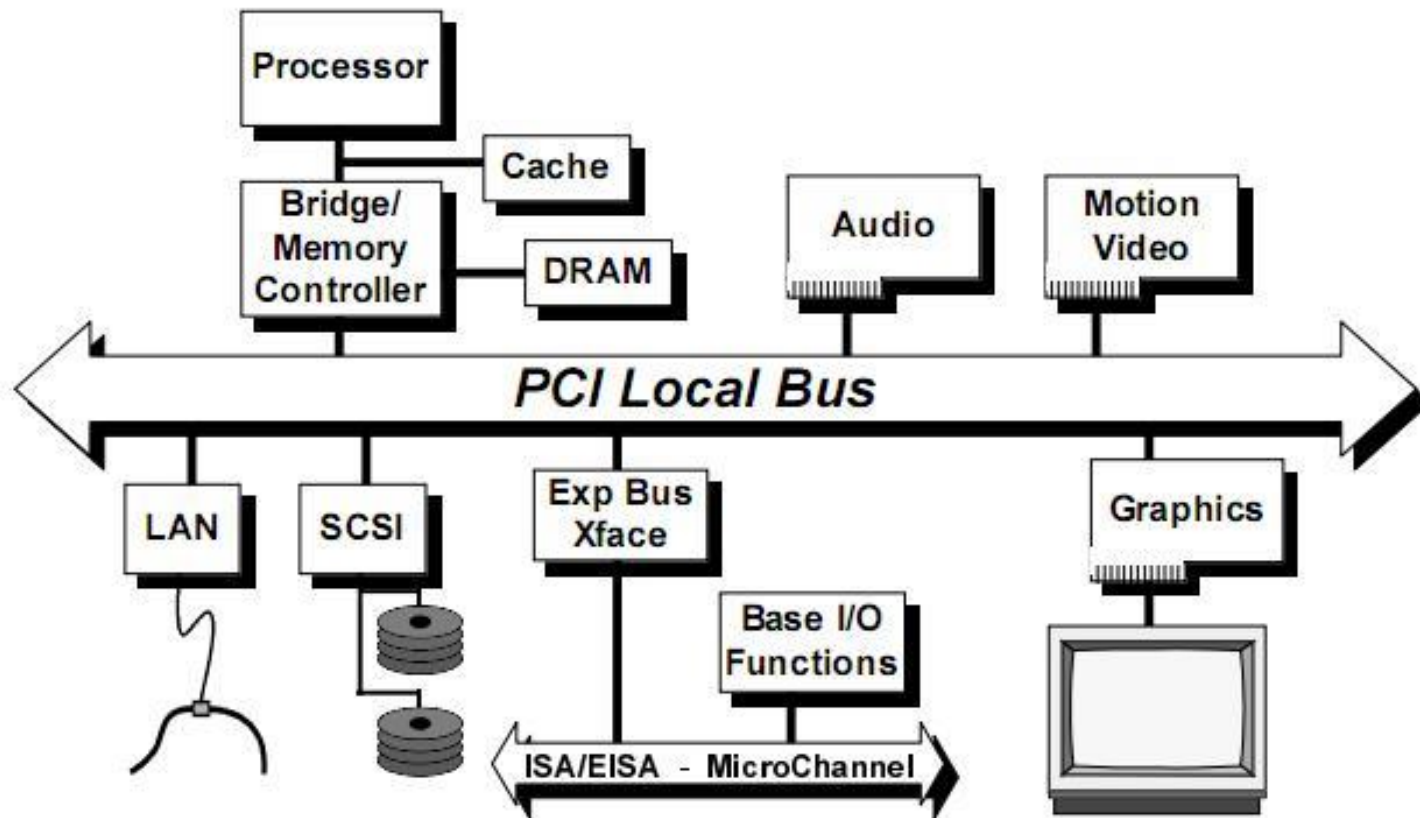 Processor
Cache
Bridge/
Memory
Controller
DRAM
Audio
Motion
Video
PCI Local Bus
LAN
SCSI
Exp Bus
Xface
Graphics
Base I/O
Functions
ISA/EISA - MicroChannel